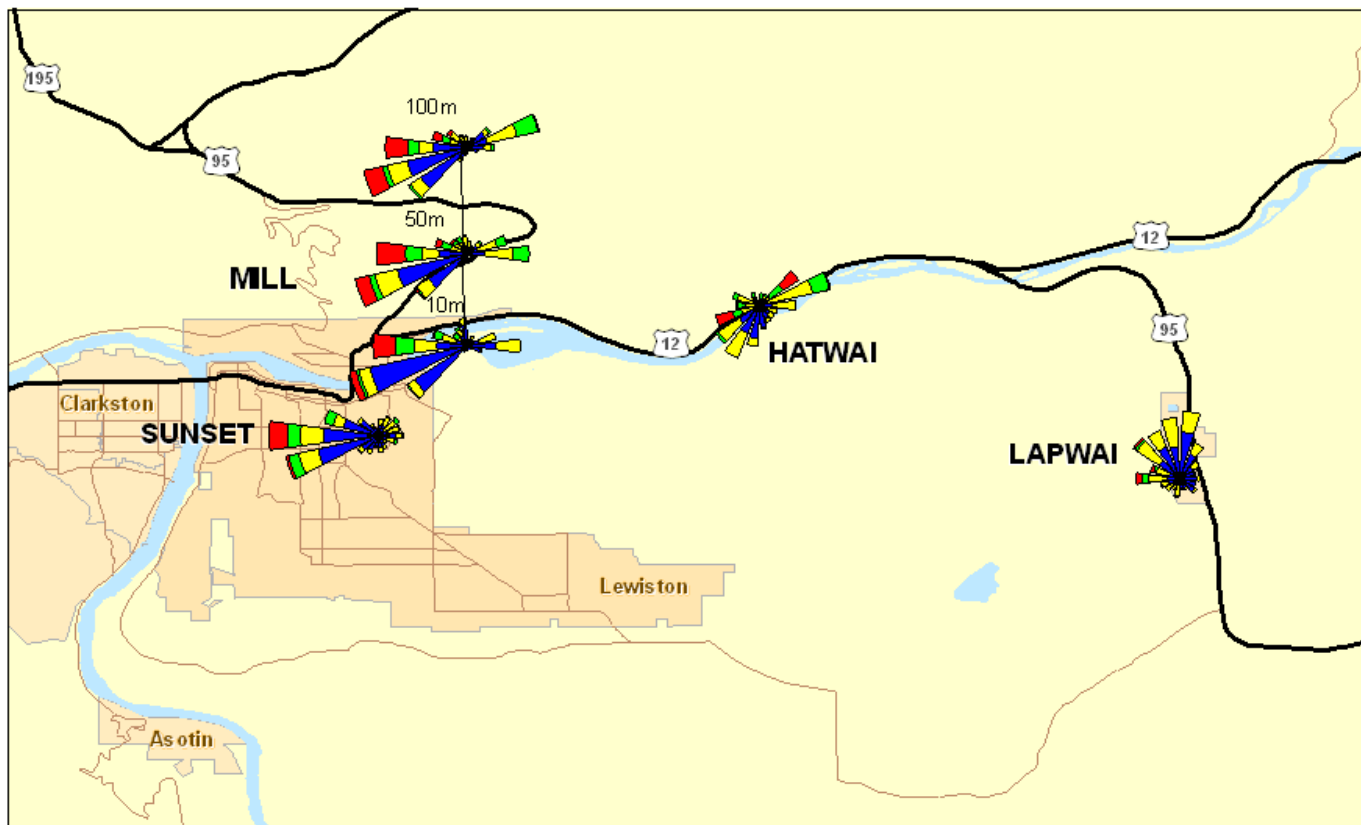 195
100m
95
50m
MILL
12
10m
95
12
HATWAI
Clarkston
SUNSET
LAPWAI
Lewiston
Asotin